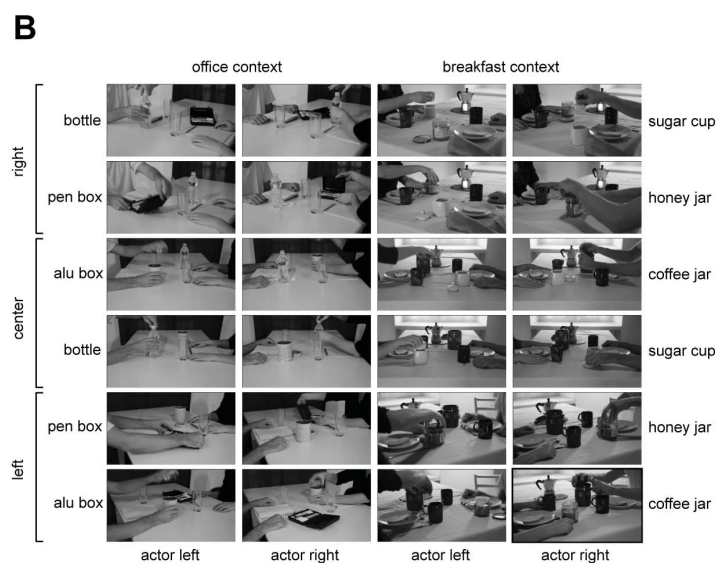 B
office context breakfast context
right
bottle sugar cup
pen box honey jar
center
alu box coffee jar
bottle sugar cup
left
pen box honey jar
alu box coffee jar
actor left actor right actor left actor right